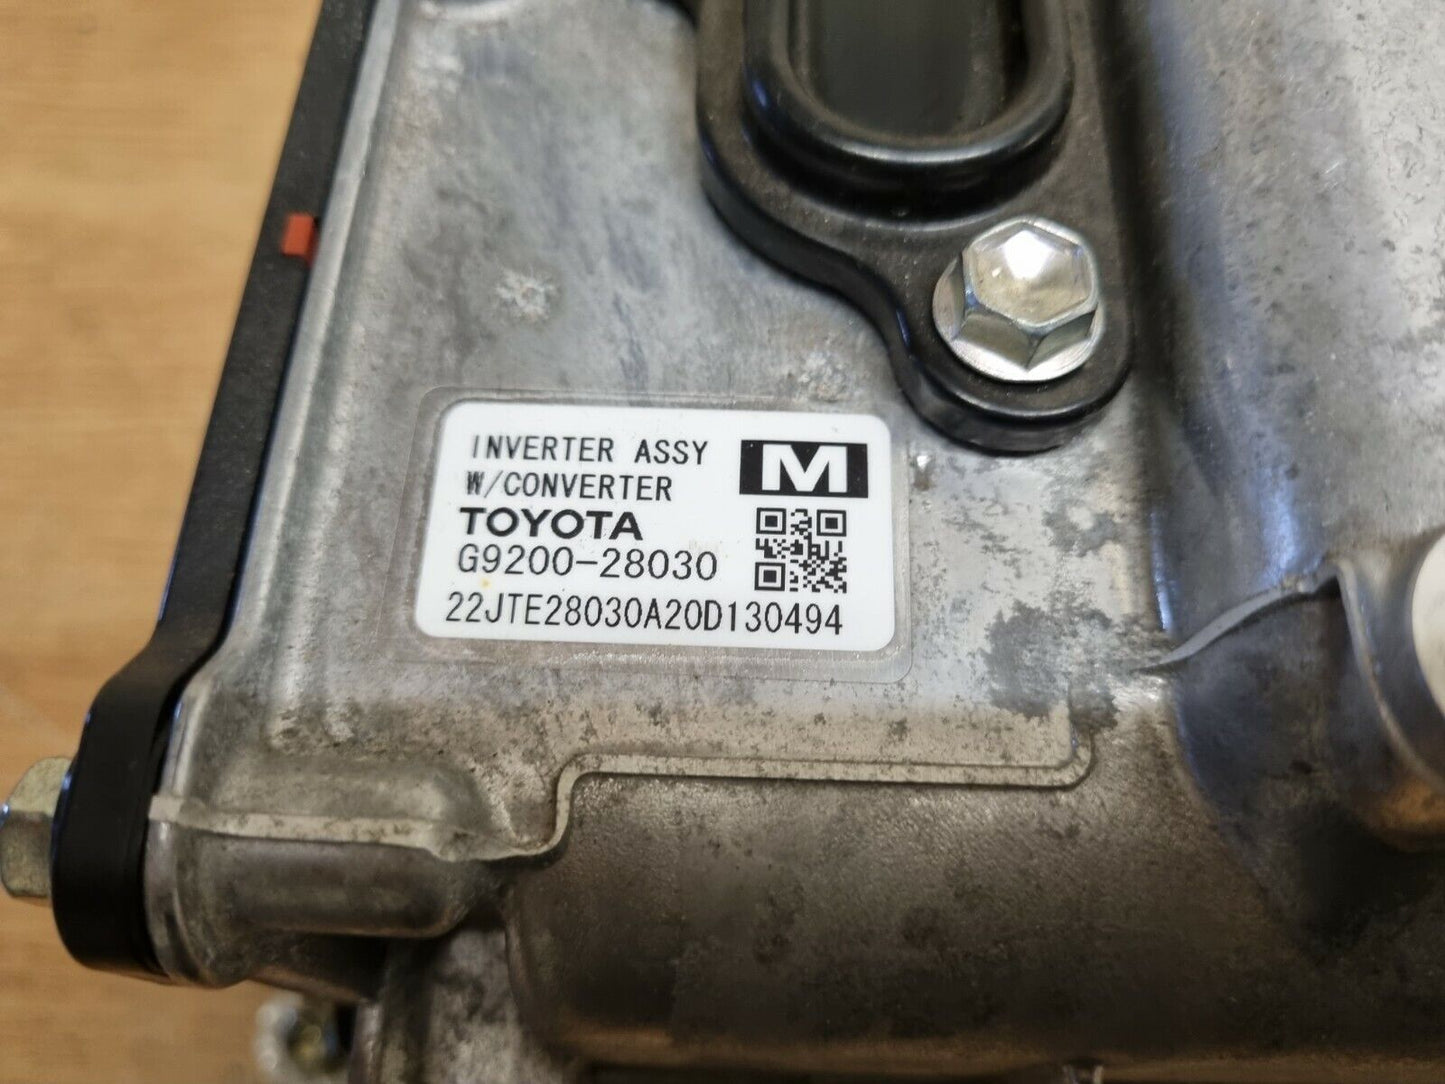 INVERTER ASSY
W/CONVERTER
M
TOYOTA
G9200-28030
22JTE28030A20D130494